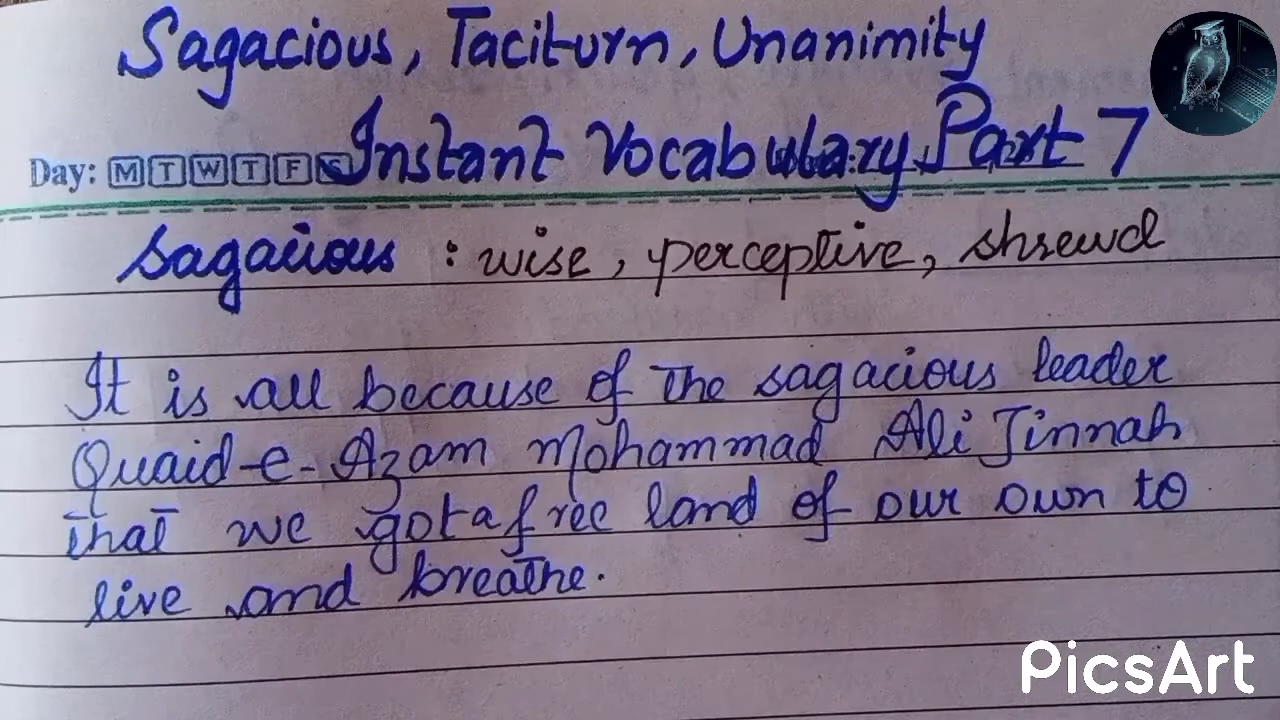 Sagacious, Taciturn, Unanimity
Instant Vocabulary Part 7
Day: M T W T F S
sagacious : wise, perceptive, shrewd
It is all because of the sagacious leader
Quaid-e-Azam Mohammad Ali Jinnah
that we got a free land of our own to
live and breathe.
PicsArt